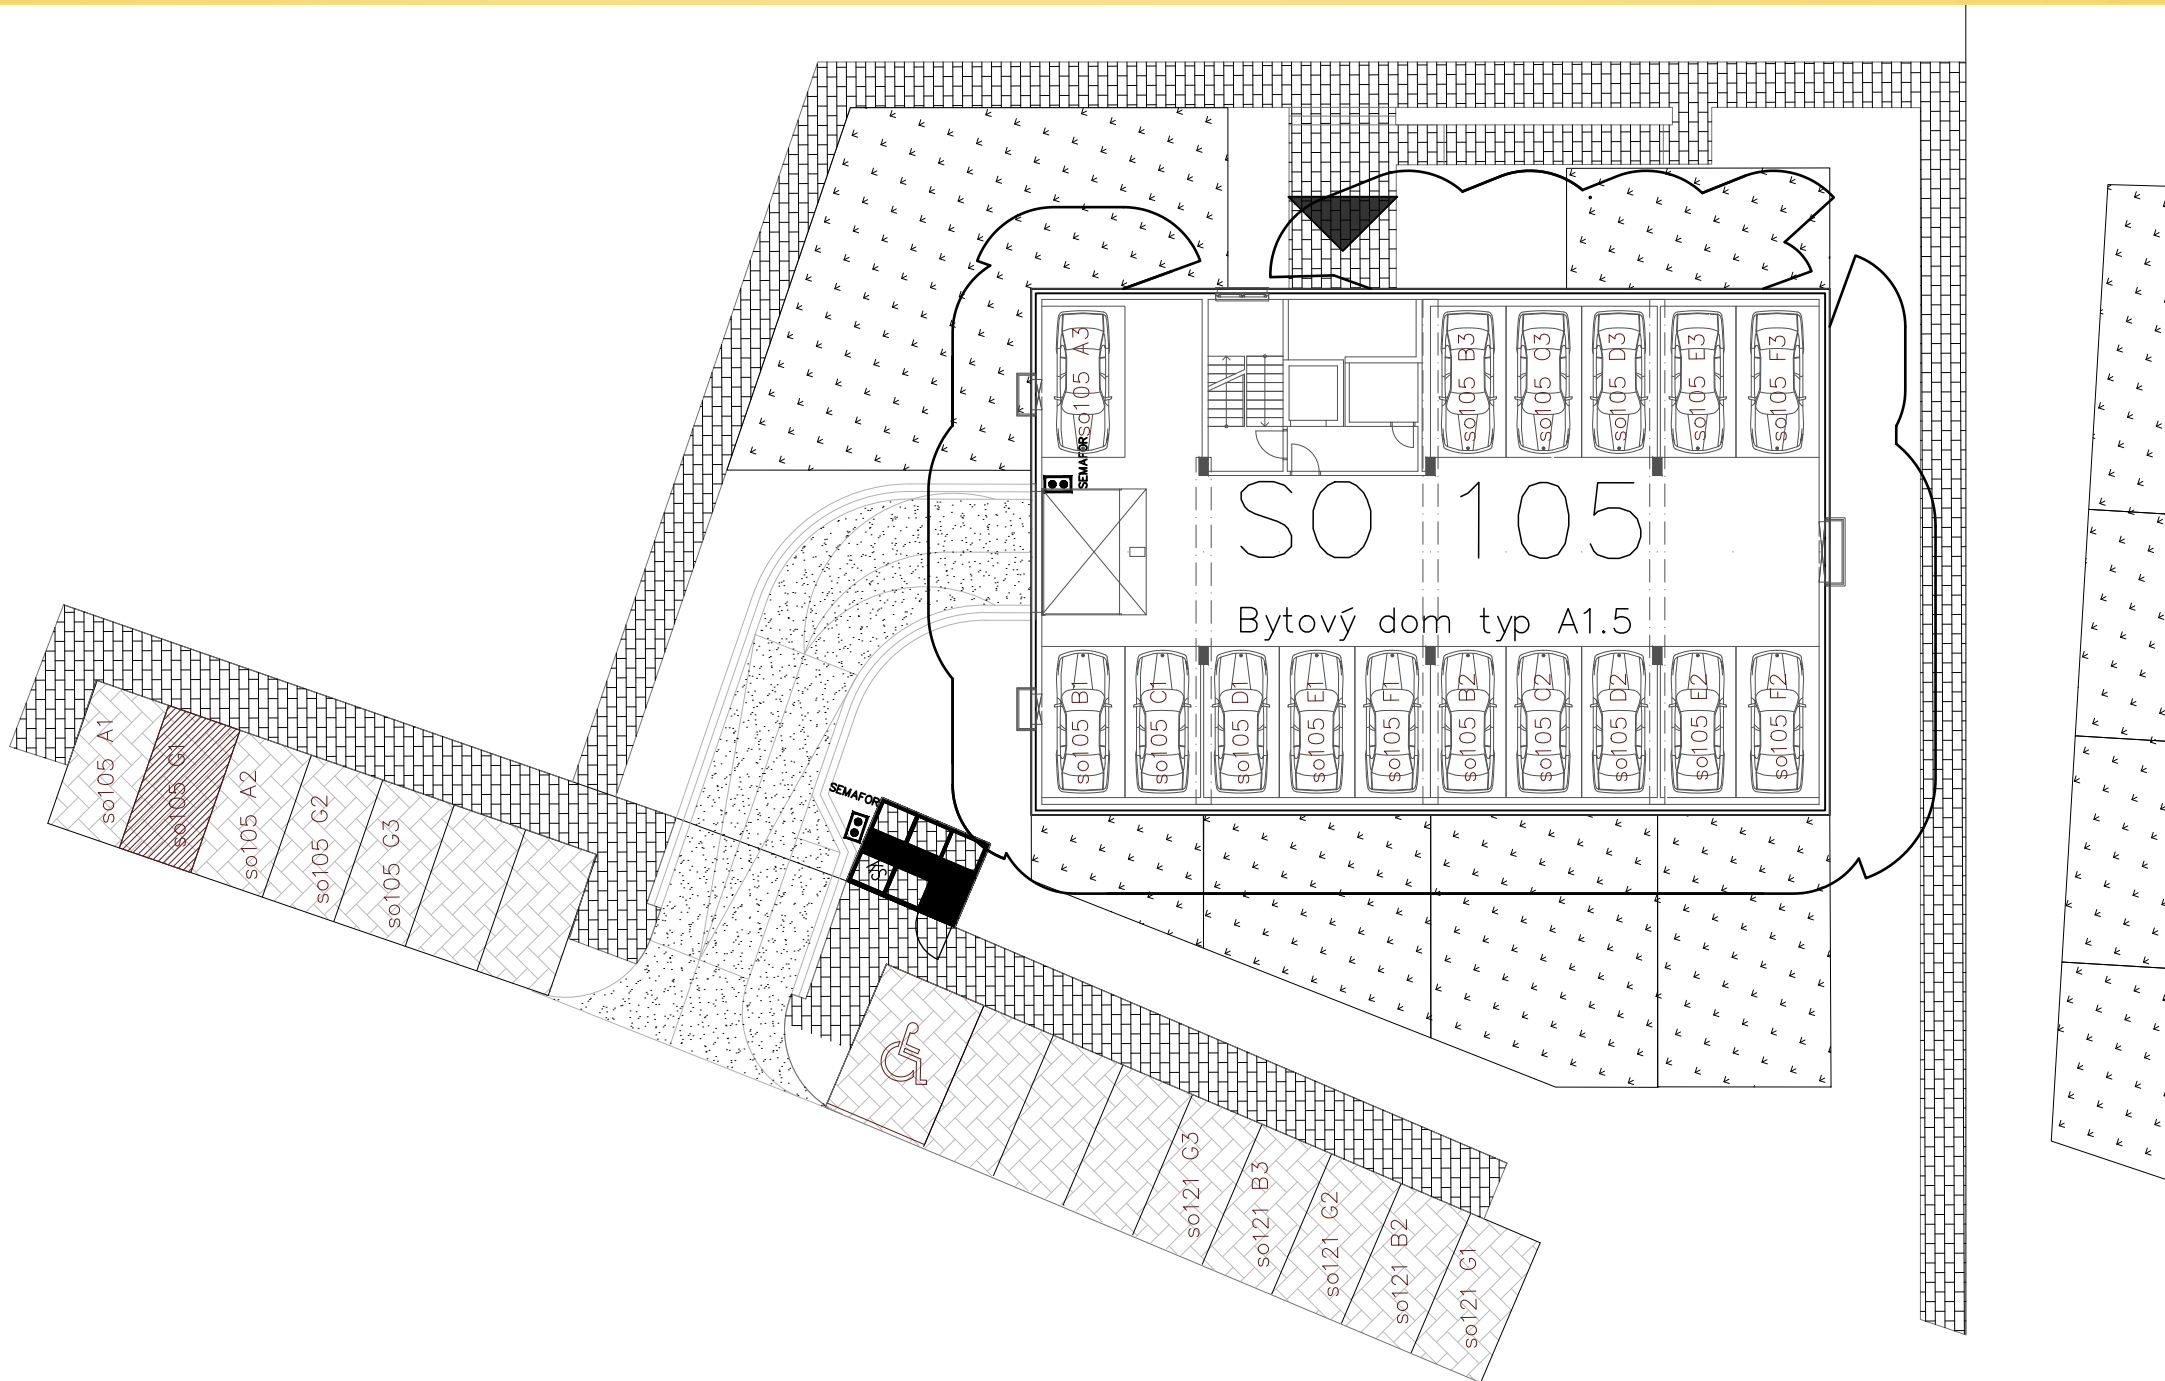 so105 A3
so105 B3
so105 C3
so105 D3
so105 E3
so105 F3
SEMAFOR
SO 105
Bytový dom typ A1.5
so105 B1
so105 C1
so105 D1
so105 E1
so105 F1
so105 B2
so105 C2
so105 D2
so105 E2
so105 F2
so105 A1
so105 G1
so105 A2
so105 G2
so105 G3
SEMAFOR
so121 G3
so121 B3
so121 G2
so121 B2
so121 G1